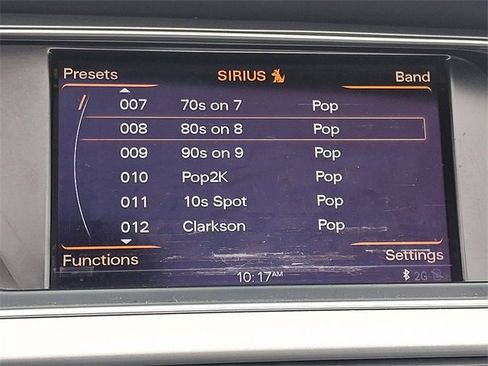 Presets SIRIUS Band
007 70s on 7 Pop
008 80s on 8 Pop
009 90s on 9 Pop
010 Pop2K Pop
011 10s Spot Pop
012 Clarkson Pop
Functions Settings
10:17AM 2G